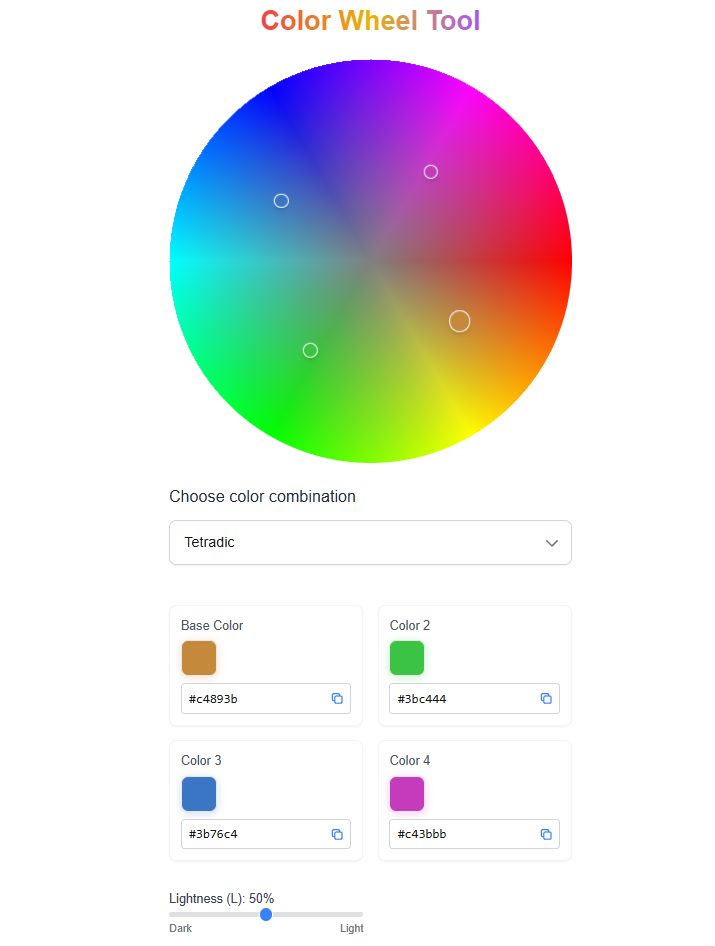 Color Wheel Tool
Choose color combination
Tetradic
Base Color
#c4893b
Color 2
#3bc444
Color 3
#3b76c4
Color 4
#c43bbb
Lightness (L): 50%
Dark Light